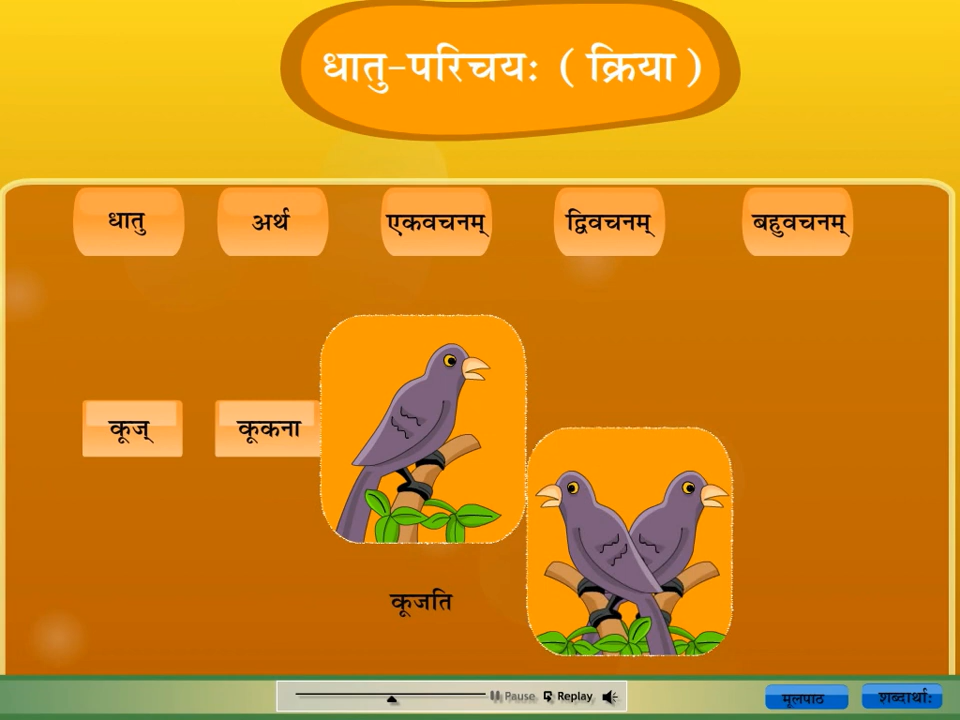 धातु-परिचयः ( क्रिया )
धातु अर्थ एकवचनम् द्विवचनम् बहुवचनम्
कूज् कूकना
कूजति
Pause Replay
मूलपाठ शब्दार्थाः